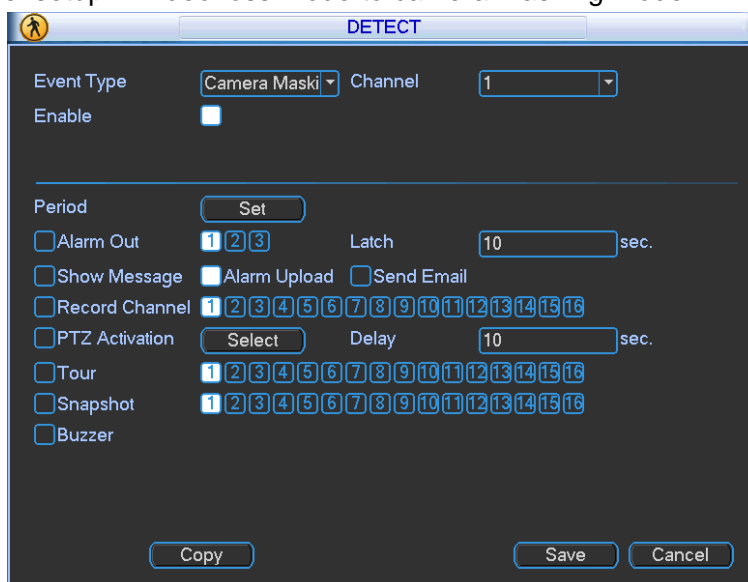 DETECT
Event Type Camera Maski Channel 1
Enable
Period Set
Alarm Out 1 2 3 Latch 10 sec.
Show Message Alarm Upload Send Email
Record Channel 1 2 3 4 5 6 7 8 9 10 11 12 13 14 15 16
PTZ Activation Select Delay 10 sec.
Tour 1 2 3 4 5 6 7 8 9 10 11 12 13 14 15 16
Snapshot 1 2 3 4 5 6 7 8 9 10 11 12 13 14 15 16
Buzzer
Copy Save Cancel